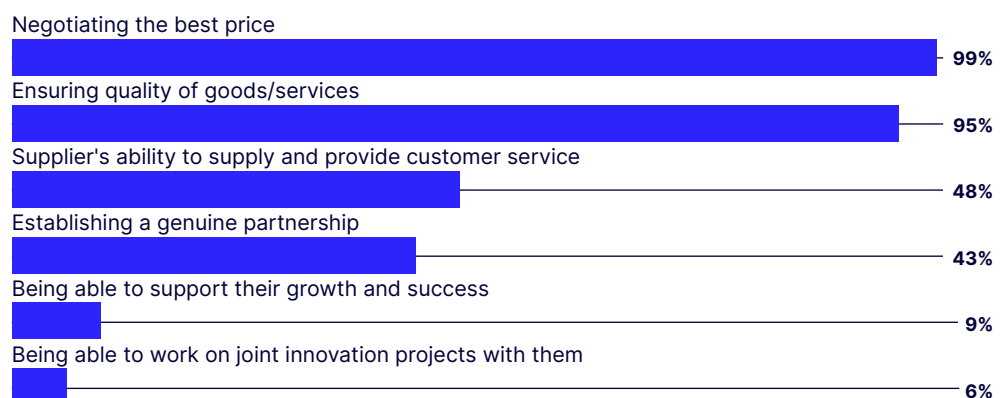 Negotiating the best price
99%
Ensuring quality of goods/services
95%
Supplier's ability to supply and provide customer service
48%
Establishing a genuine partnership
43%
Being able to support their growth and success
9%
Being able to work on joint innovation projects with them
6%